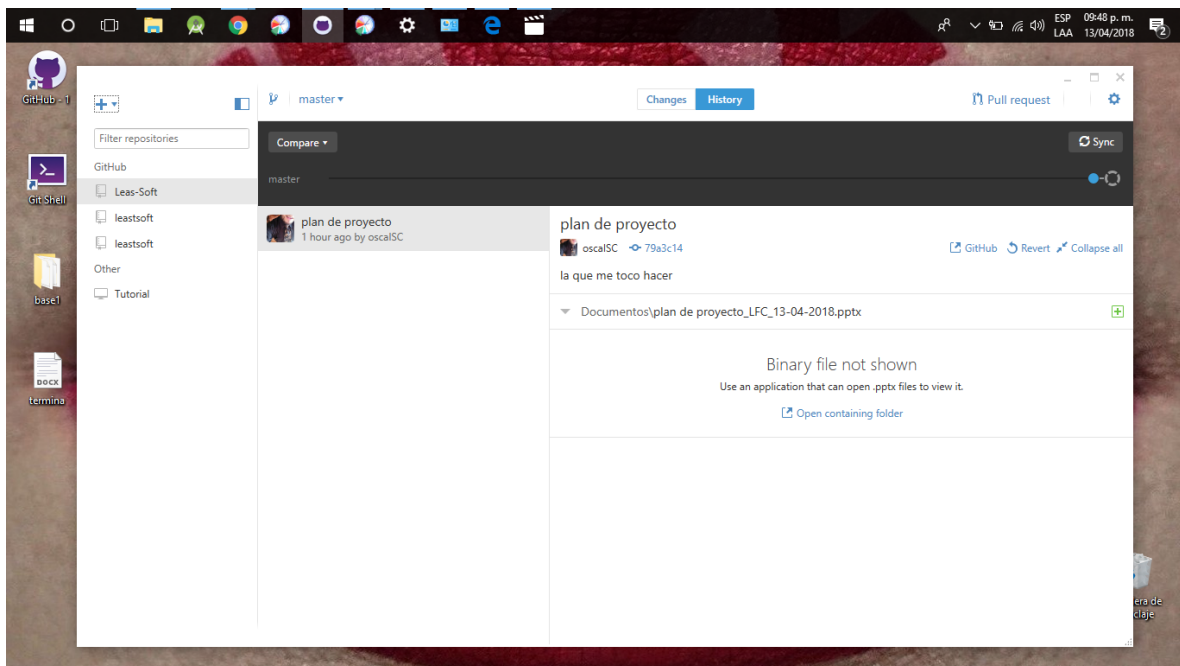 ESP 09:48 p. m.
LAA 13/04/2018
2
GitHub - 1
master
Changes
History
Pull request
Filter repositories
Compare
Sync
GitHub
master
Leas-Soft
Git Shell
leastsoft
plan de proyecto
1 hour ago by oscalSC
plan de proyecto
leastsoft
oscalSC
79a3c14
GitHub
Revert
Collapse all
Other
la que me toco hacer
Tutorial
base1
Documentos\plan de proyecto_LFC_13-04-2018.pptx
Binary file not shown
DOCX
Use an application that can open .pptx files to view it.
termina
Open containing folder
era de
claje